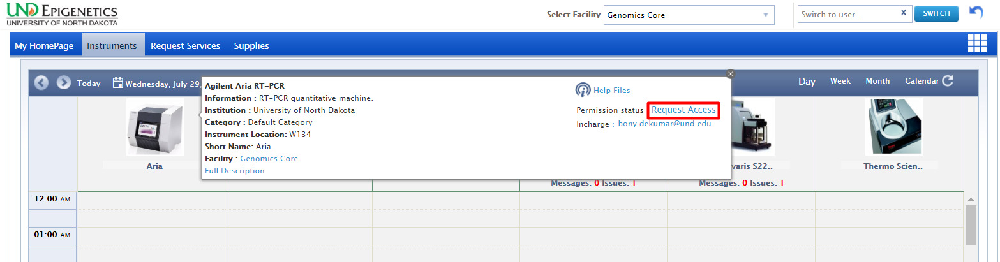 UND EPIGENETICS
UNIVERSITY OF NORTH DAKOTA
Select Facility Genomics Core
Switch to user... x SWITCH
My HomePage Instruments Request Services Supplies
Today Wednesday, July 29,
Day Week Month Calendar
Agilent Aria RT-PCR
Information : RT-PCR quantitative machine.
Institution : University of North Dakota
Category : Default Category
Instrument Location: W134
Short Name: Aria
Facility : Genomics Core
Full Description
Help Files
Permission status Request Access
Incharge : bony.dekumar@und.edu
Aria
varis S22..
Thermo Scien..
Messages: 0 Issues: 1
Messages: 0 Issues: 1
12:00 AM
01:00 AM